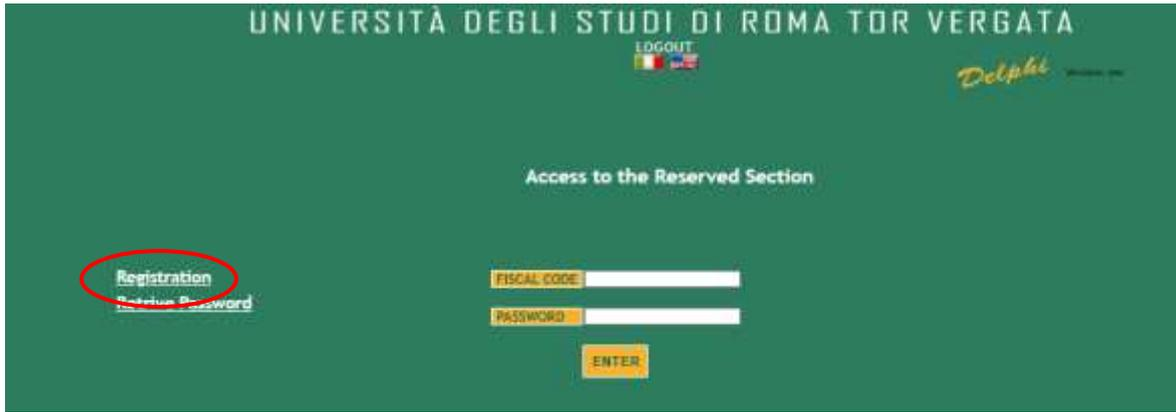 UNIVERSITÀ DEGLI STUDI DI ROMA TOR VERGATA
LOGOUT
Delphi
Access to the Reserved Section
Registration
Retrive Password
FISCAL CODE
PASSWORD
ENTER